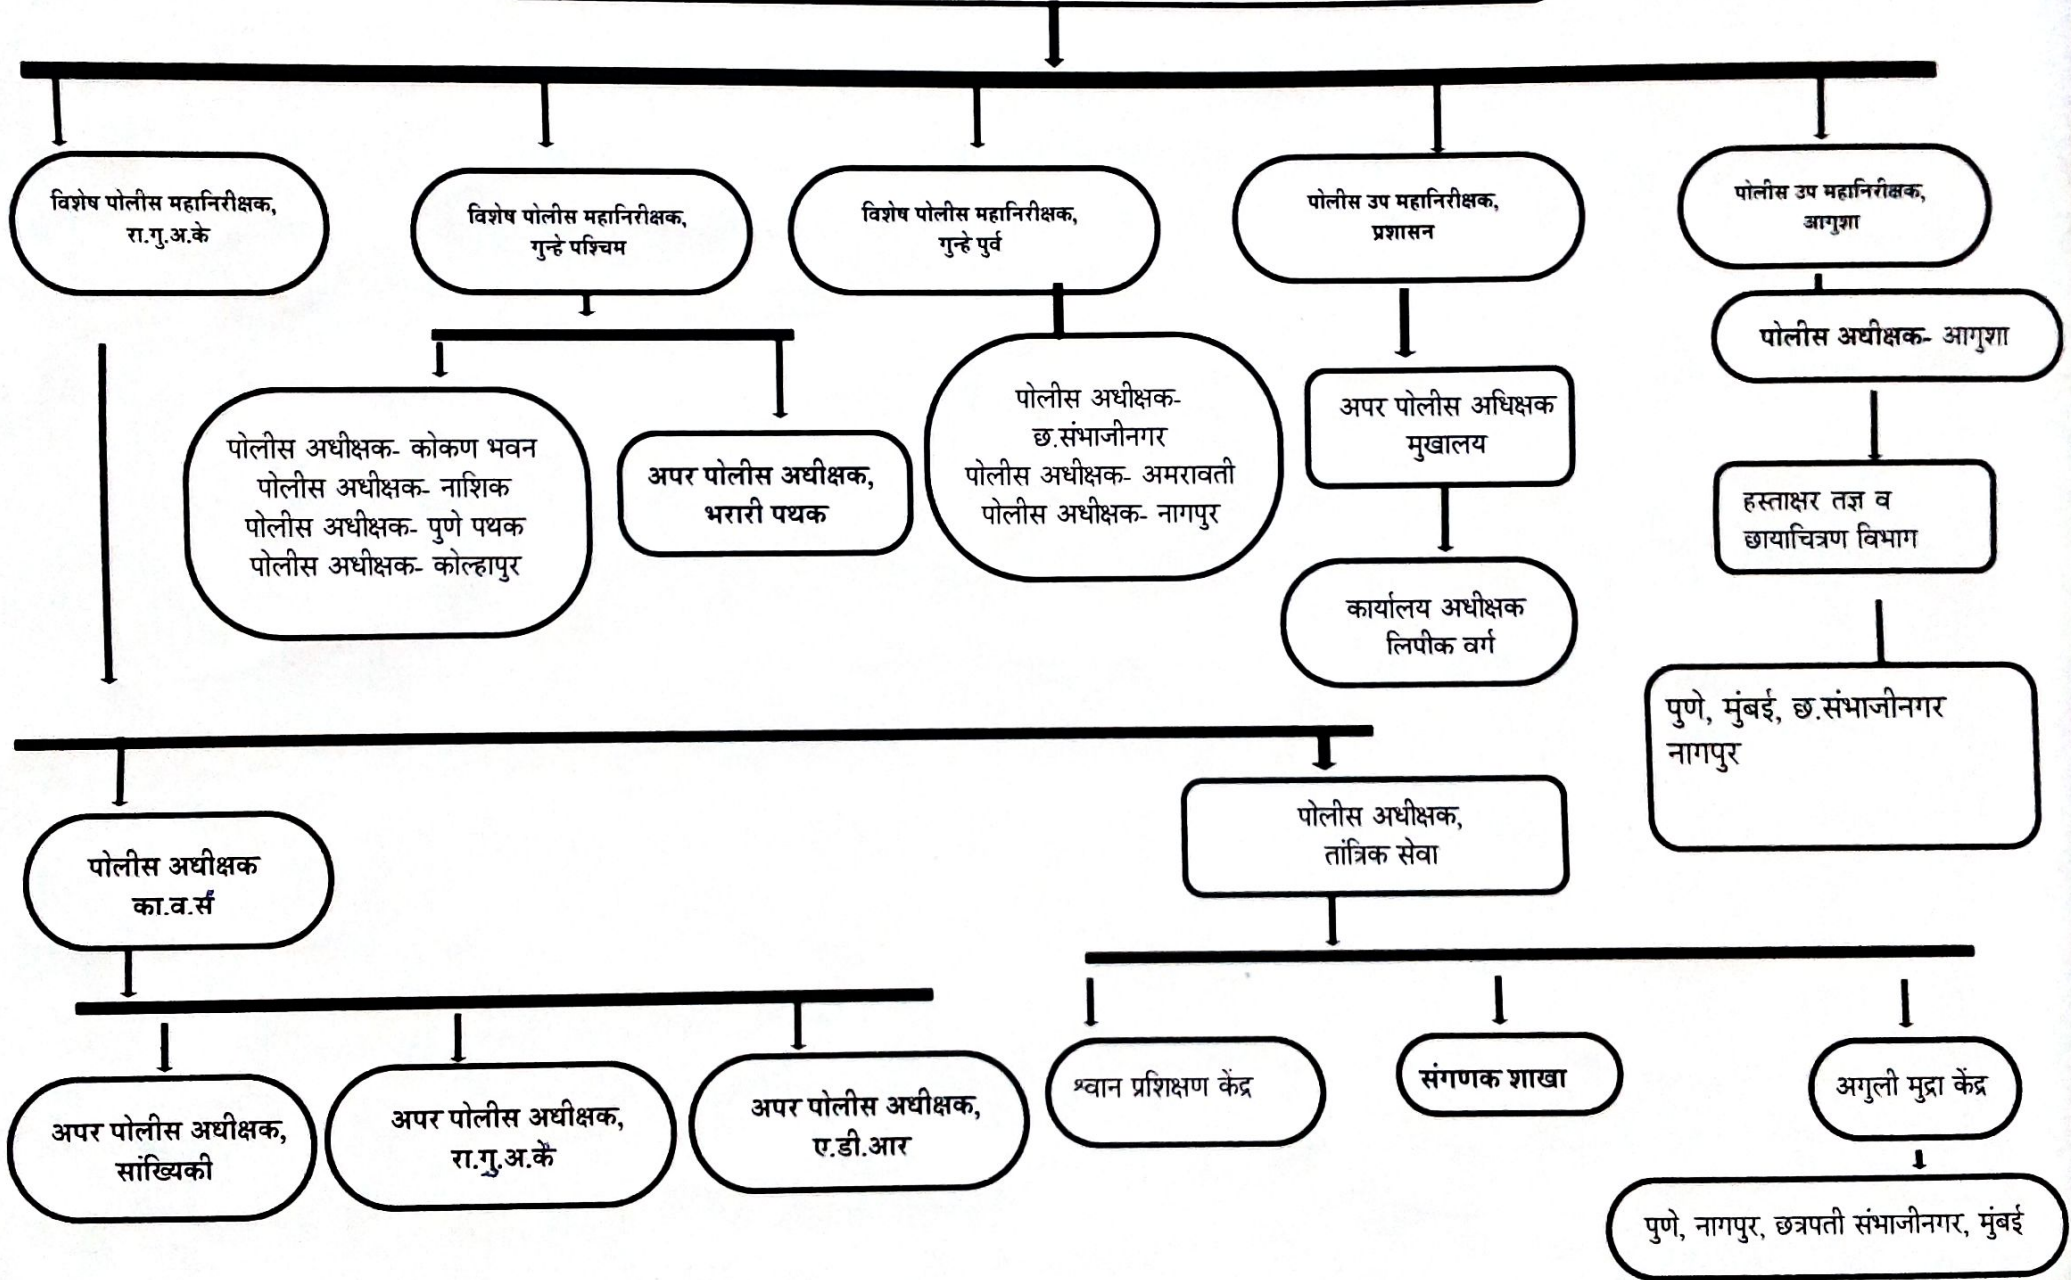 विशेष पोलीस महानिरीक्षक,
रा.गु.अ.के
विशेष पोलीस महानिरीक्षक,
गुन्हे पश्चिम
विशेष पोलीस महानिरीक्षक,
गुन्हे पुर्व
पोलीस उप महानिरीक्षक,
प्रशासन
पोलीस उप महानिरीक्षक,
आगुशा
पोलीस अधीक्षक- आगुशा
पोलीस अधीक्षक- कोकण भवन
पोलीस अधीक्षक- नाशिक
पोलीस अधीक्षक- पुणे पथक
पोलीस अधीक्षक- कोल्हापुर
अपर पोलीस अधीक्षक,
भरारी पथक
पोलीस अधीक्षक-
छ.संभाजीनगर
पोलीस अधीक्षक- अमरावती
पोलीस अधीक्षक- नागपुर
अपर पोलीस अधिक्षक
मुखालय
हस्ताक्षर तज्ञ व
छायाचित्रण विभाग
कार्यालय अधीक्षक
लिपीक वर्ग
पुणे, मुंबई, छ.संभाजीनगर
नागपुर
पोलीस अधीक्षक
का.व.सं
पोलीस अधीक्षक,
तांत्रिक सेवा
अपर पोलीस अधीक्षक,
सांख्यिकी
अपर पोलीस अधीक्षक,
रा.गु.अ.कें
अपर पोलीस अधीक्षक,
ए.डी.आर
श्वान प्रशिक्षण केंद्र
संगणक शाखा
अगुली मुद्रा केंद्र
पुणे, नागपुर, छत्रपती संभाजीनगर, मुंबई